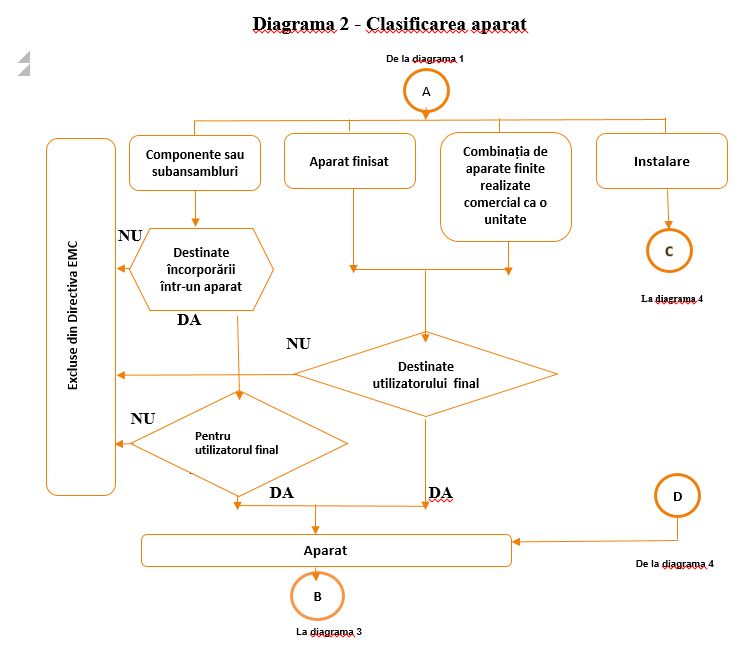 Diagrama 2 - Clasificarea aparat
De la diagrama 1
A
Componente sau
subansambluri
Aparat finisat
Combinația de
aparate finite
realizate
comercial ca o
unitate
Instalare
C
La diagrama 4
Excluse din Directiva EMC
NU
Destinate
încorporării
într-un aparat
DA
NU
Destinate
utilizatorului final
NU
Pentru
utilizatorul final
DA
DA
D
De la diagrama 4
Aparat
B
La diagrama 3